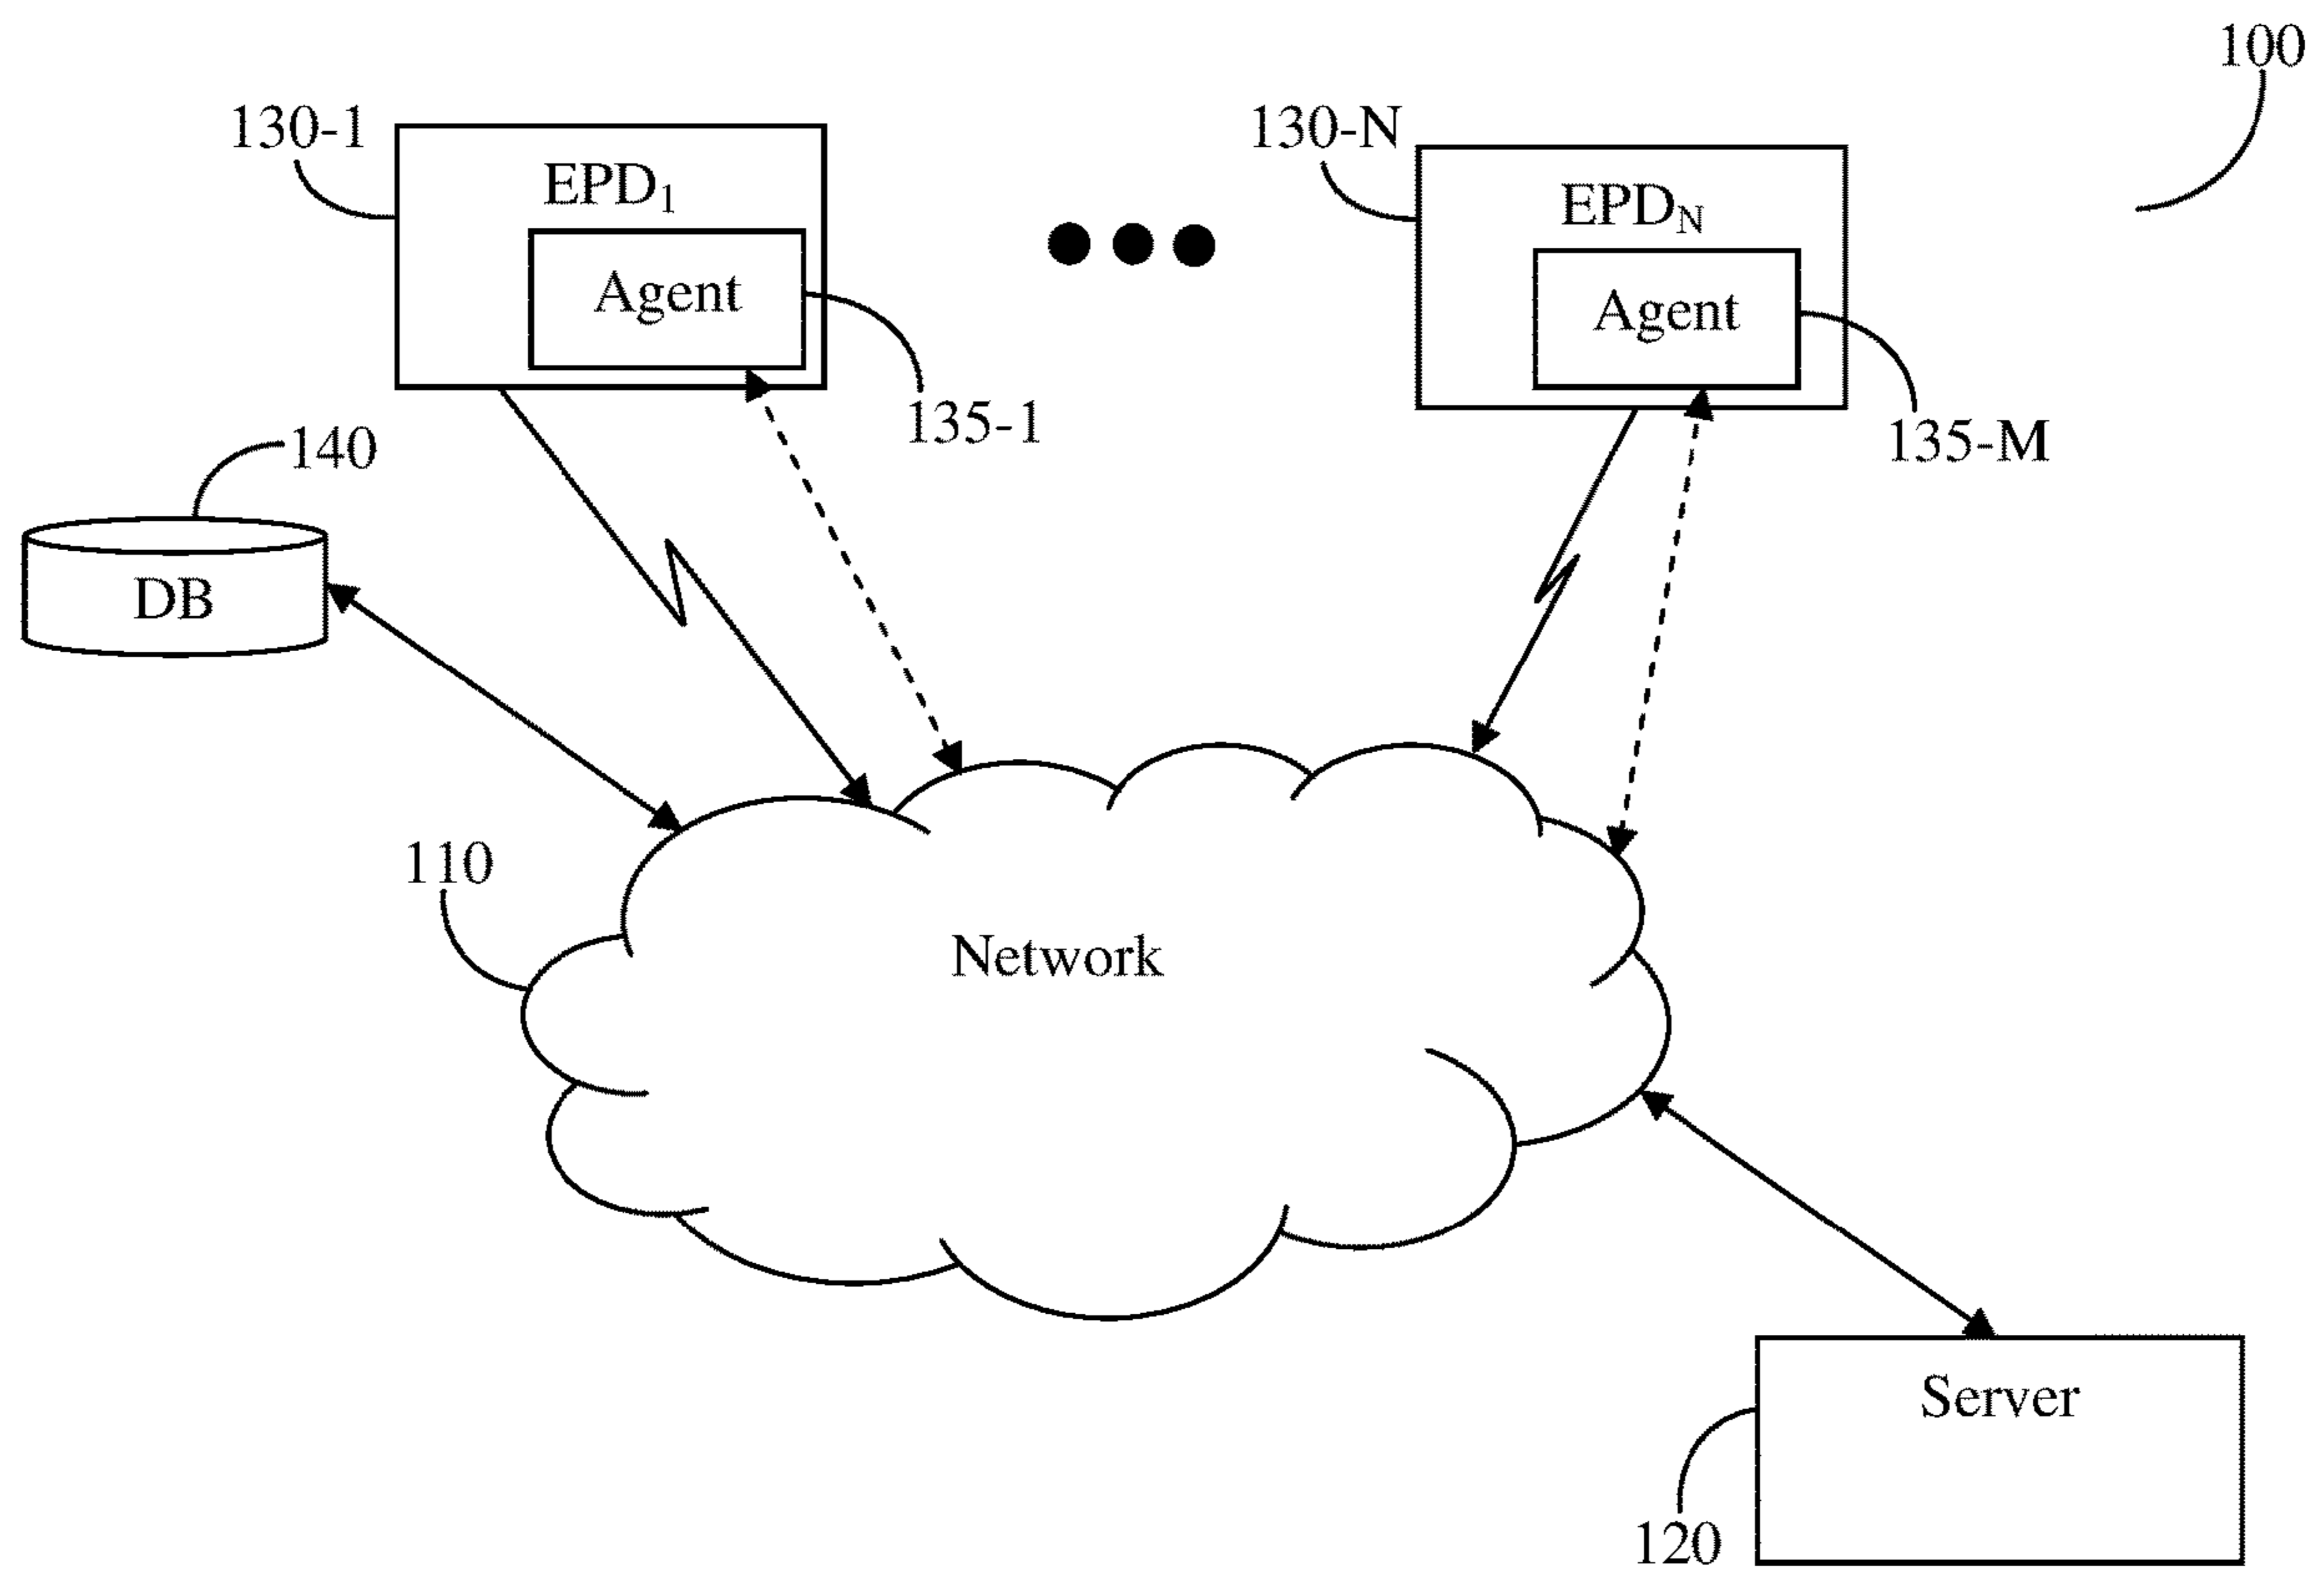 100
130-1
130-N
EPD₁
EPDN
Agent
Agent
135-1
135-M
140
DB
110
Network
Server
120